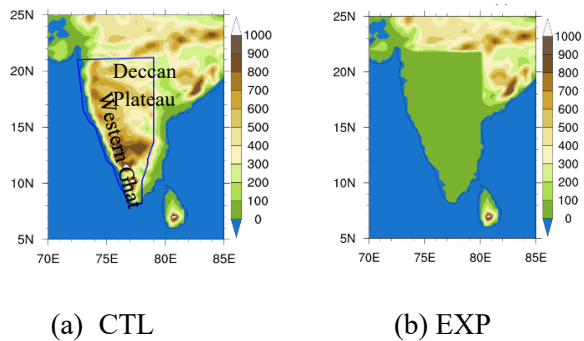 25N
20N
15N
10N
5N
70E 75E 80E 85E
Deccan
Plateau
Western Ghat
1000
900
800
700
600
500
400
300
200
100
0
25N
20N
15N
10N
5N
70E 75E 80E 85E
1000
900
800
700
600
500
400
300
200
100
0
(a) CTL
(b) EXP